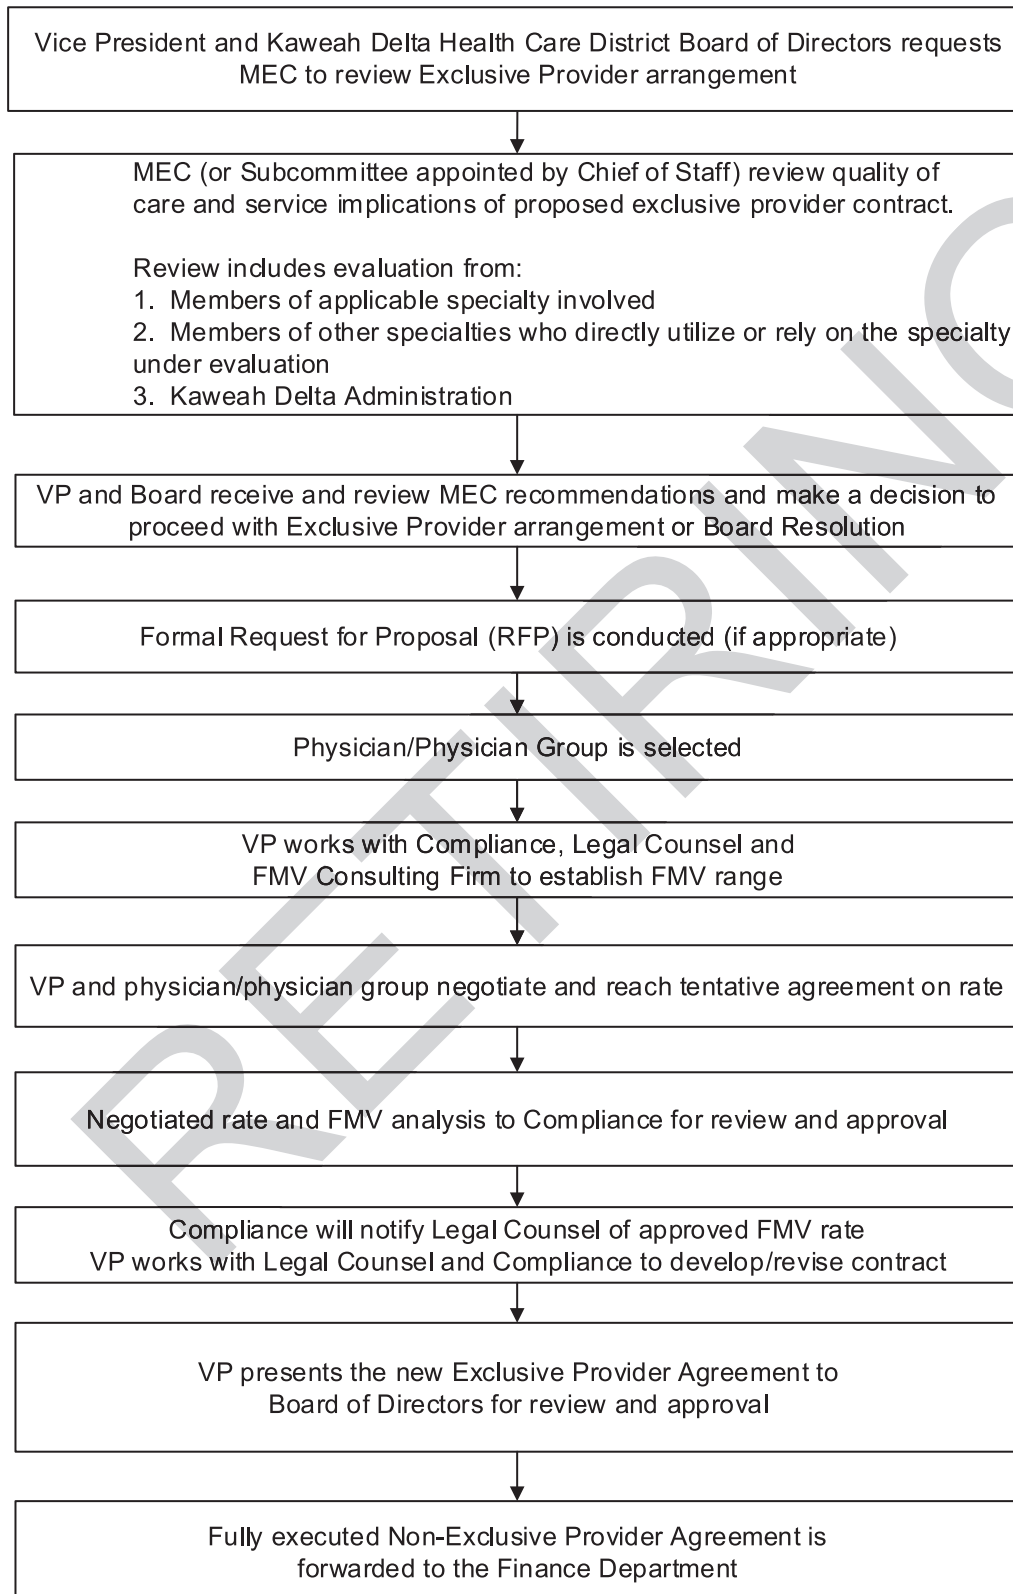 Vice President and Kaweah Delta Health Care District Board of Directors requests
MEC to review Exclusive Provider arrangement
MEC (or Subcommittee appointed by Chief of Staff) review quality of
care and service implications of proposed exclusive provider contract.
Review includes evaluation from:
1. Members of applicable specialty involved
2. Members of other specialties who directly utilize or rely on the specialty
under evaluation
3. Kaweah Delta Administration
VP and Board receive and review MEC recommendations and make a decision to
proceed with Exclusive Provider arrangement or Board Resolution
Formal Request for Proposal (RFP) is conducted (if appropriate)
Physician/Physician Group is selected
VP works with Compliance, Legal Counsel and
FMV Consulting Firm to establish FMV range
VP and physician/physician group negotiate and reach tentative agreement on rate
Negotiated rate and FMV analysis to Compliance for review and approval
Compliance will notify Legal Counsel of approved FMV rate
VP works with Legal Counsel and Compliance to develop/revise contract
VP presents the new Exclusive Provider Agreement to
Board of Directors for review and approval
Fully executed Non-Exclusive Provider Agreement is
forwarded to the Finance Department
RETIRING